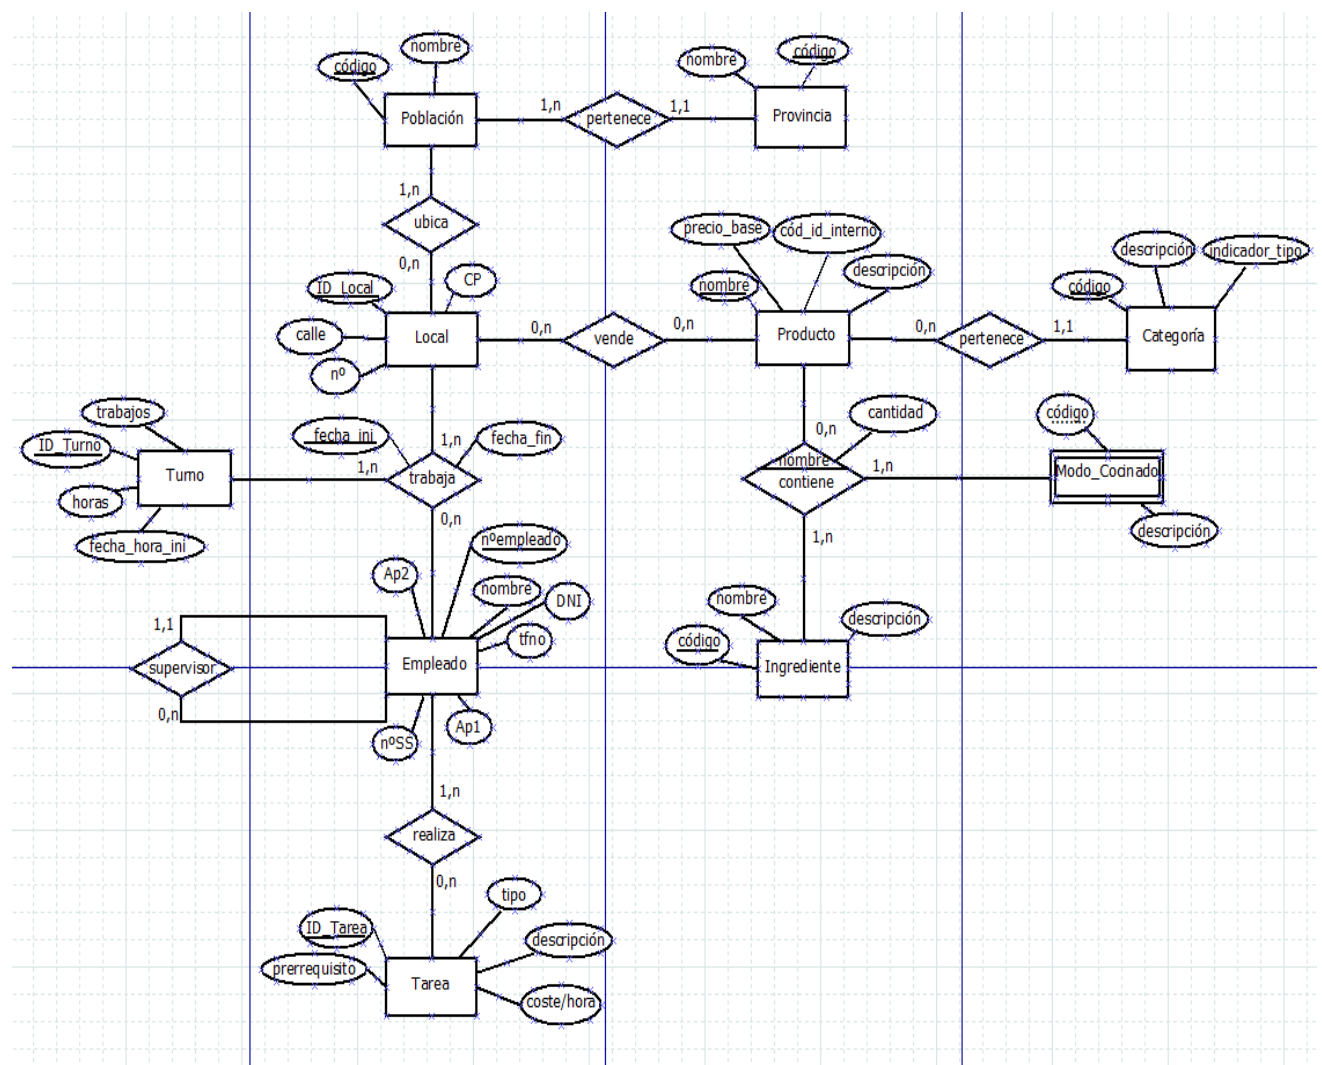 nombre
código
Población
1,n
pertenece
1,1
nombre
código
Provincia
1,n
ubica
0,n
precio_base
cód_id_interno
nombre
descripción
Producto
descripción
indicador_tipo
código
Categoría
ID_Local
CP
calle
nº
Local
0,n
vende
0,n
0,n
pertenece
1,1
trabajos
ID_Turno
horas
fecha_hora_ini
Turno
fecha_ini
fecha_fin
1,n
1,n
trabaja
0,n
cantidad
0,n
nombre
contiene
1,n
1,n
código
Modo_Cocinado
descripción
Ap2
nºempleado
nombre
DNI
tfno
Empleado
nºSS
Ap1
1,1
supervisor
0,n
nombre
código
descripción
Ingrediente
1,n
realiza
0,n
tipo
ID_Tarea
descripción
prerrequisito
Tarea
coste/hora